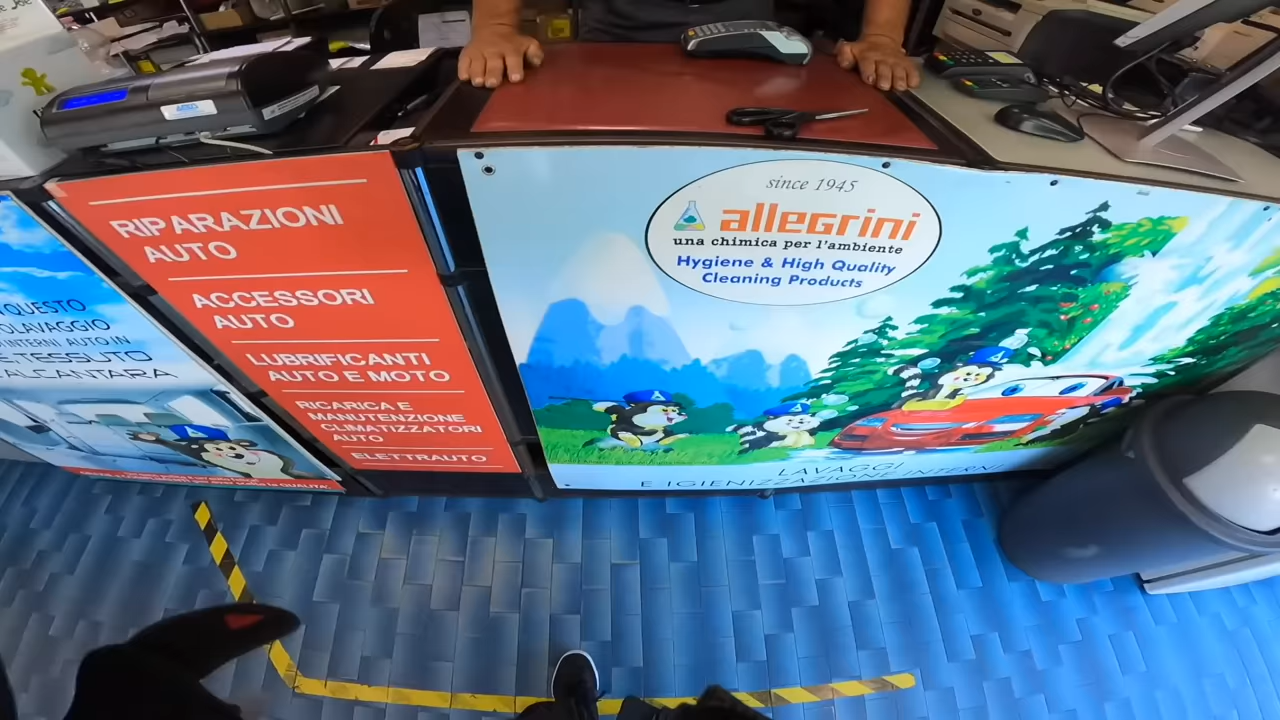 QUESTO
OLAVAGGIO
INTERNI AUTO IN
E-TESSUTO
ALCANTARA
RIPARAZIONI
AUTO
ACCESSORI
AUTO
LUBRIFICANTI
AUTO E MOTO
RICARICA E
MANUTENZIONE
CLIMATIZZATORI
AUTO
ELETTRAUTO
since 1945
allegrini
una chimica per l'ambiente
Hygiene & High Quality
Cleaning Products
LAVAGGI
E IGIENIZZAZIONE INTERNI